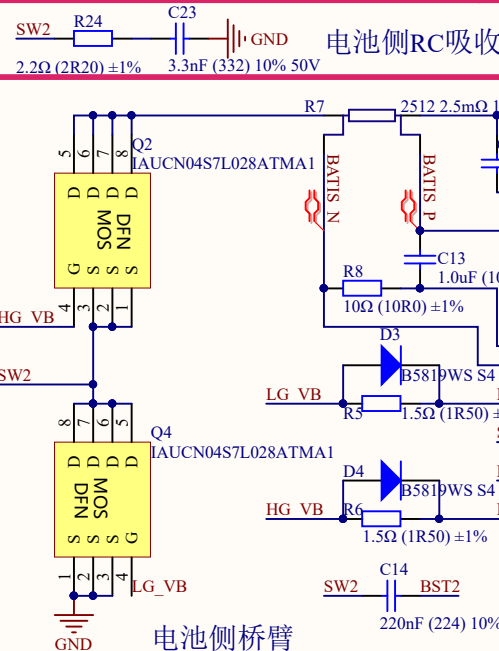 SW2
R24
C23
GND
电池侧RC吸收
2.2Ω (2R20) ±1%
3.3nF (332) 10% 50V
R7
2512 2.5mΩ 1
5
6
7
8
Q2
IAUCN04S7L028ATMA1
D
D
D
D
DFN
MOS
G
S
S
S
4
3
2
1
HG_VB
BATIS_N
BATIS_P
C13
1.0uF (10
R8
10Ω (10R0) ±1%
SW2
D3
B5819WS S4
LG_VB
R5
1.5Ω (1R50) ±
8
7
6
5
Q4
IAUCN04S7L028ATMA1
D
D
D
D
MOS
DFN
S
S
S
G
1
2
3
4
LG_VB
GND
D4
B5819WS S4
HG_VB
R6
1.5Ω (1R50) ±1%
C14
SW2
BST2
220nF (224) 10%
电池侧桥臂